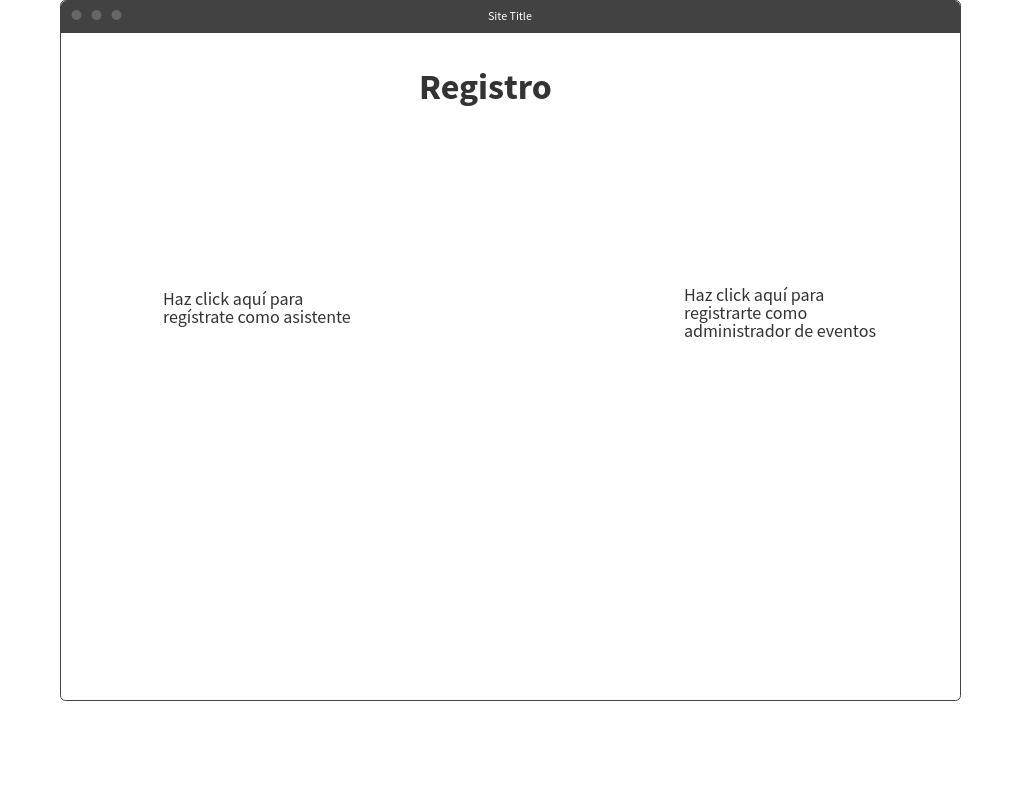 Site Title
Registro
Haz click aquí para
regístrate como asistente
Haz click aquí para
registrarte como
administrador de eventos